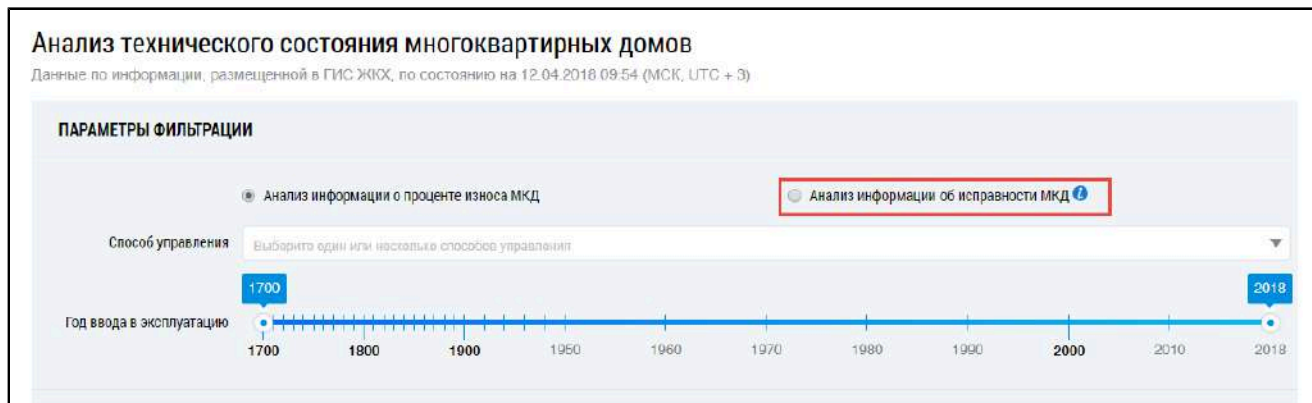 Анализ технического состояния многоквартирных домов
Данные по информации, размещенной в ГИС ЖКХ, по состоянию на 12.04.2018 09:54 (МСК, UTC + 3)
ПАРАМЕТРЫ ФИЛЬТРАЦИИ
Анализ информации о проценте износа МКД
Анализ информации об исправности МКД
Способ управления
Выберите один или несколько способов управления
1700 2018
Год ввода в эксплуатацию
1700 1800 1900 1950 1960 1970 1980 1990 2000 2010 2018